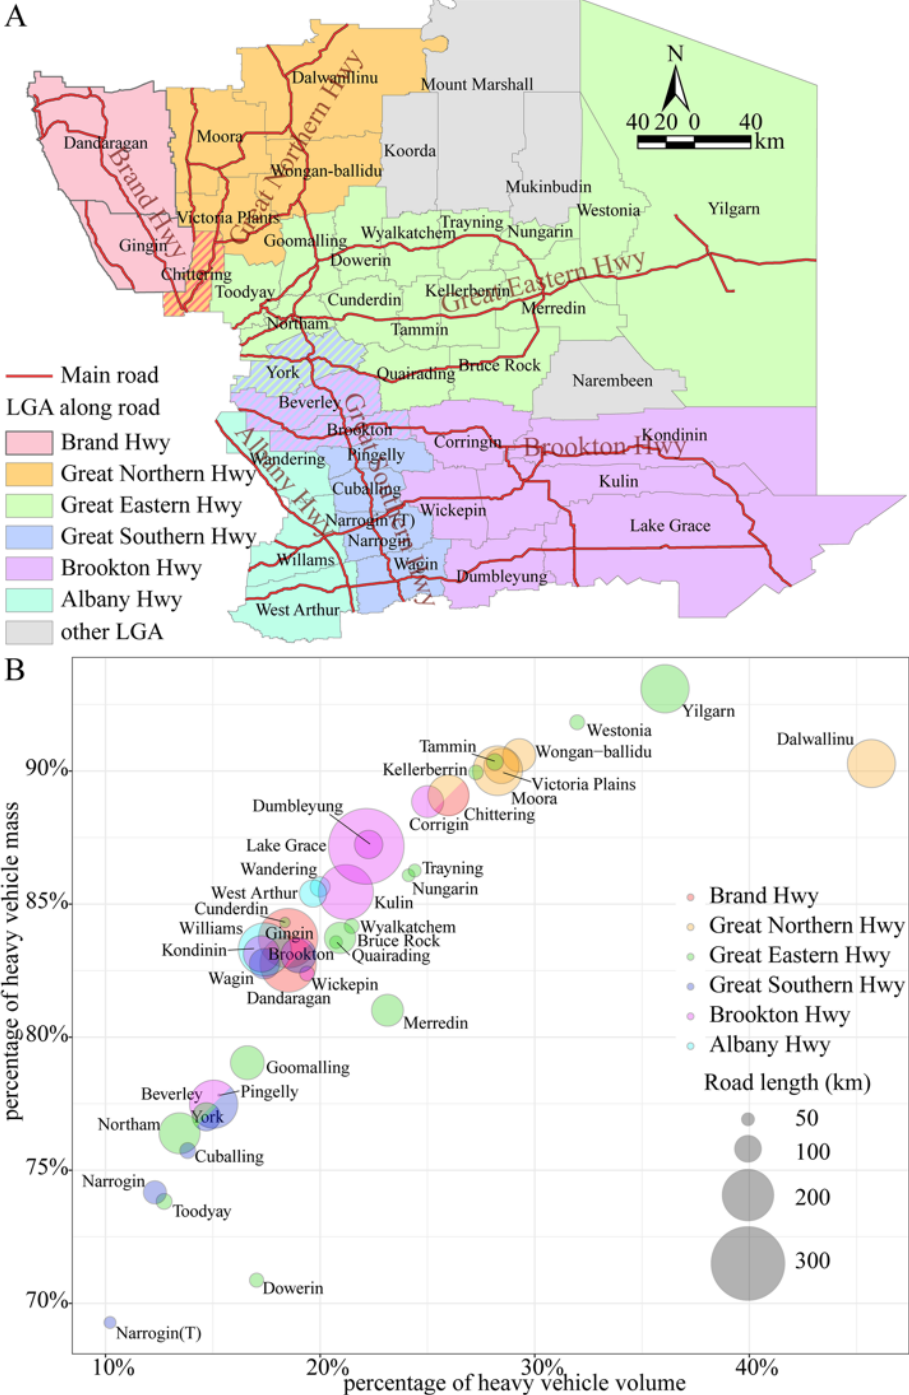 A
N
40 20 0 40
km
Dalwallinu
Mount Marshall
Dandaragan
Moora
Koorda
Great Northern Hwy
Brand Hwy
Wongan-ballidu
Mukinbudin
Westonia
Yilgarn
Victoria Plants
Trayning
Wyalkatchem
Nungarin
Gingin
Goomalling
Dowerin
Chittering
Toodyay
Kellerberrin
Great Eastern Hwy
Cunderdin
Merredin
Northam
Tammin
York
Quairading
Bruce Rock
Narembeen
Main road
LGA along road
Brand Hwy
Great Northern Hwy
Great Eastern Hwy
Great Southern Hwy
Brookton Hwy
Albany Hwy
other LGA
Beverley
Great Southern Hwy
Brookton
Corringin
Brookton Hwy
Kondinin
Albany Hwy
Wandering
Pingelly
Cuballing
Kulin
Wickepin
Narrogin (T)
Lake Grace
Narrogin
Willams
Wagin
Dumbleyung
West Arthur
B
percentage of heavy vehicle mass
90%
85%
80%
75%
70%
Yilgarn
Westonia
Dalwallinu
Tammin
Wongan−ballidu
Kellerberrin
Victoria Plains
Moora
Chittering
Corrigin
Dumbleyung
Lake Grace
Wandering
Trayning
Nungarin
West Arthur
Kulin
Cunderdin
Williams
Gingin
Wyalkatchem
Bruce Rock
Kondinin
Brookton
Quairading
Wagin
Wickepin
Dandaragan
Merredin
Goomalling
Beverley
Pingelly
York
Northam
Cuballing
Narrogin
Toodyay
Dowerin
Narrogin(T)
Brand Hwy
Great Northern Hwy
Great Eastern Hwy
Great Southern Hwy
Brookton Hwy
Albany Hwy
Road length (km)
50
100
200
300
10%
20%
30%
40%
percentage of heavy vehicle volume